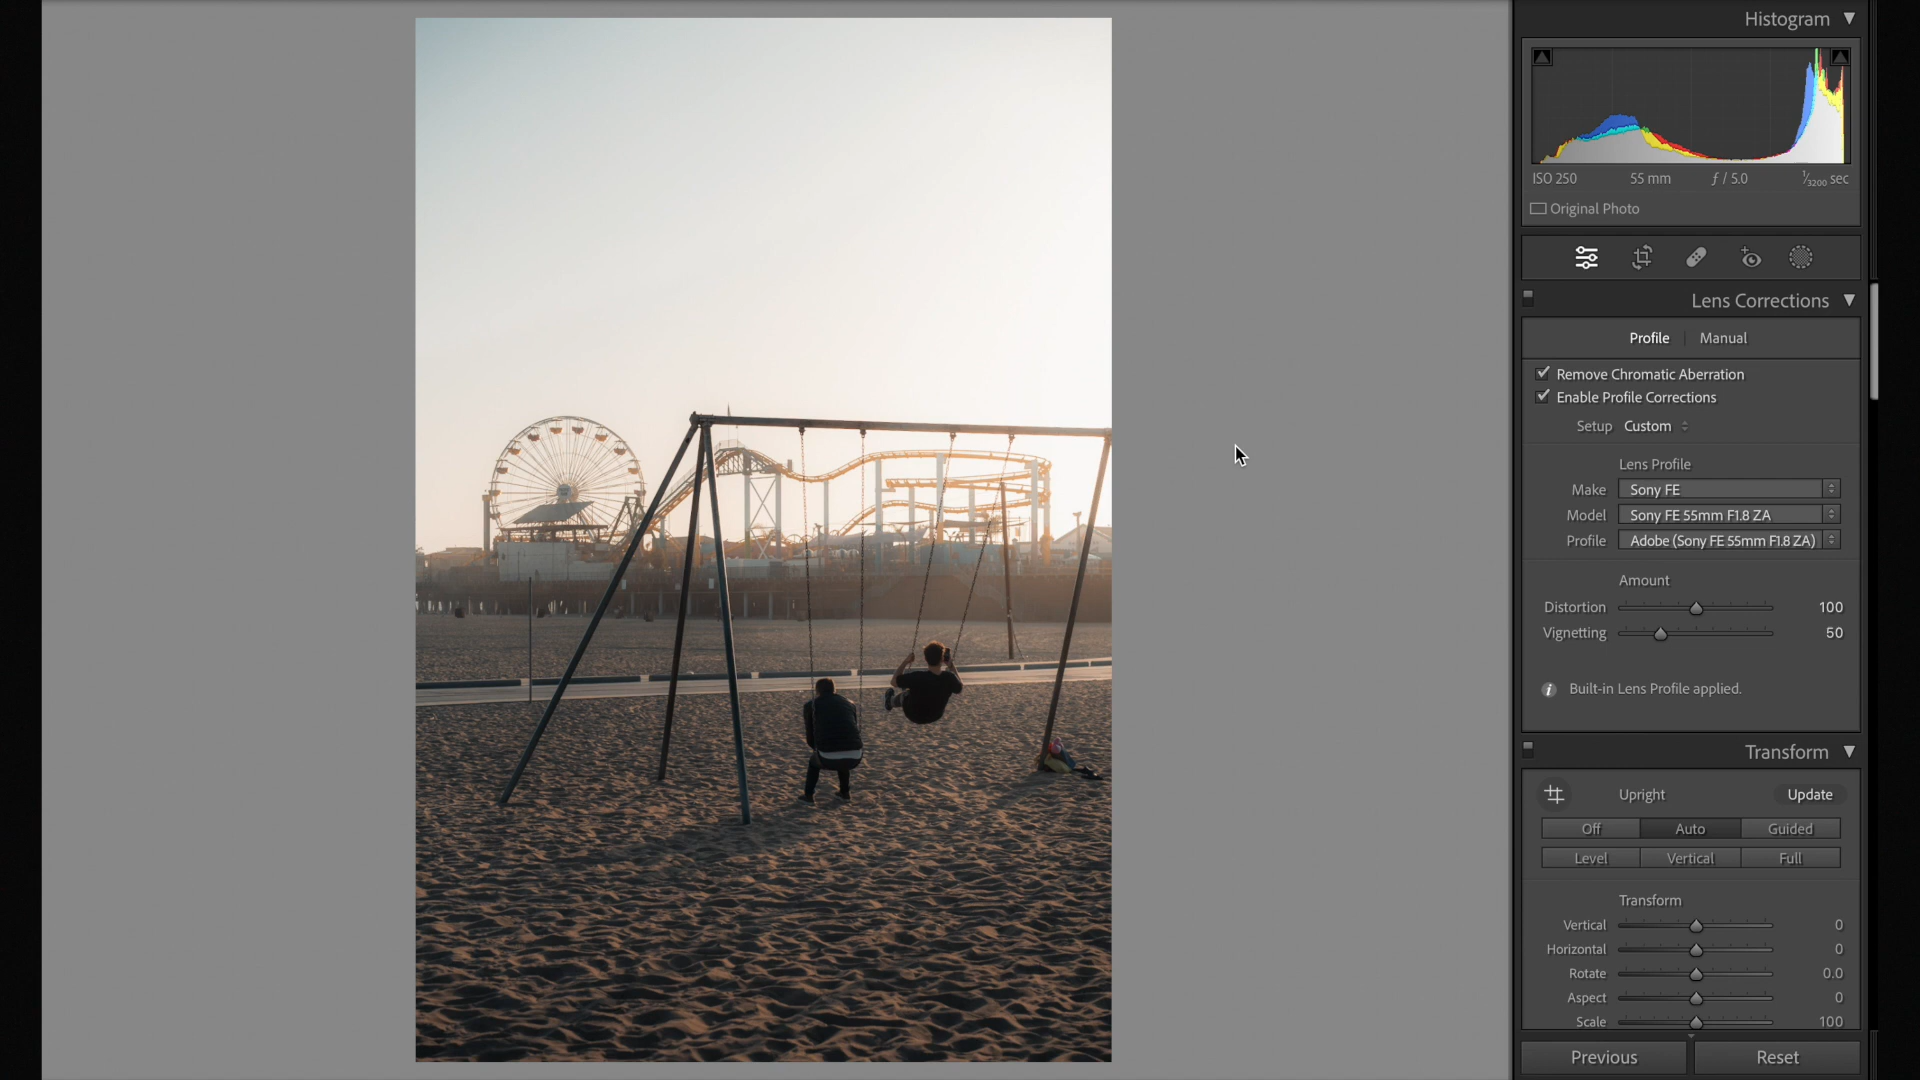 Histogram
ISO 250 55 mm ƒ / 5.0 1/3200 sec
Original Photo
Lens Corrections
Profile | Manual
Remove Chromatic Aberration
Enable Profile Corrections
Setup Custom
Lens Profile
Make Sony FE
Model Sony FE 55mm F1.8 ZA
Profile Adobe (Sony FE 55mm F1.8 ZA)
Amount
Distortion 100
Vignetting 50
Built-in Lens Profile applied.
Transform
Upright Update
Off Auto Guided
Level Vertical Full
Transform
Vertical 0
Horizontal 0
Rotate 0.0
Aspect 0
Scale 100
Previous Reset